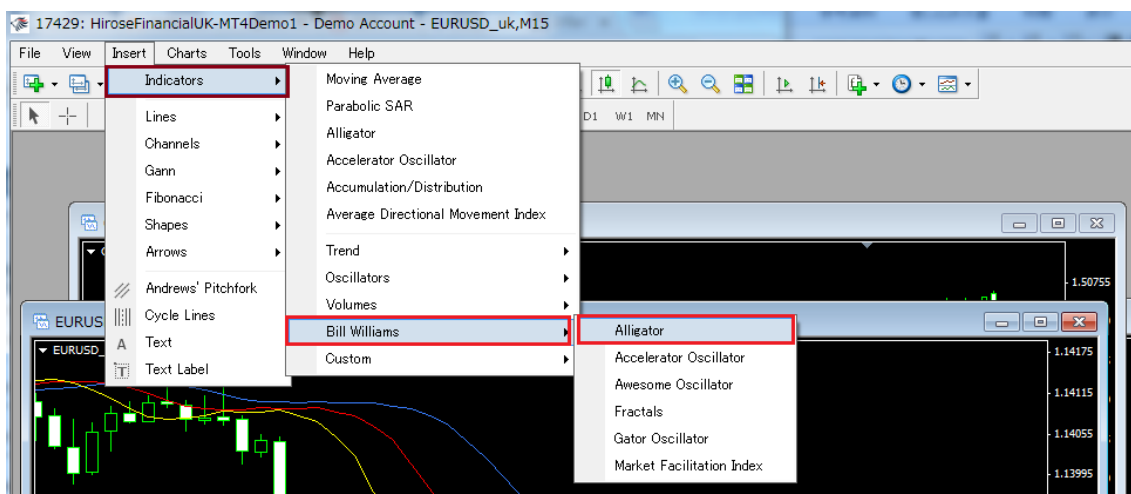 17429: HiroseFinancialUK-MT4Demo1 - Demo Account - EURUSD_uk,M15
File View Insert Charts Tools Window Help
Indicators
Lines
Channels
Gann
Fibonacci
Shapes
Arrows
Andrews' Pitchfork
Cycle Lines
A Text
T Text Label
Moving Average
Parabolic SAR
Alligator
Accelerator Oscillator
Accumulation/Distribution
Average Directional Movement Index
Trend
Oscillators
Volumes
Bill Williams
Custom
Alligator
Accelerator Oscillator
Awesome Oscillator
Fractals
Gator Oscillator
Market Facilitation Index
D1 W1 MN
1.50755
EURUS
EURUSD_
1.14175
1.14115
1.14055
1.13995